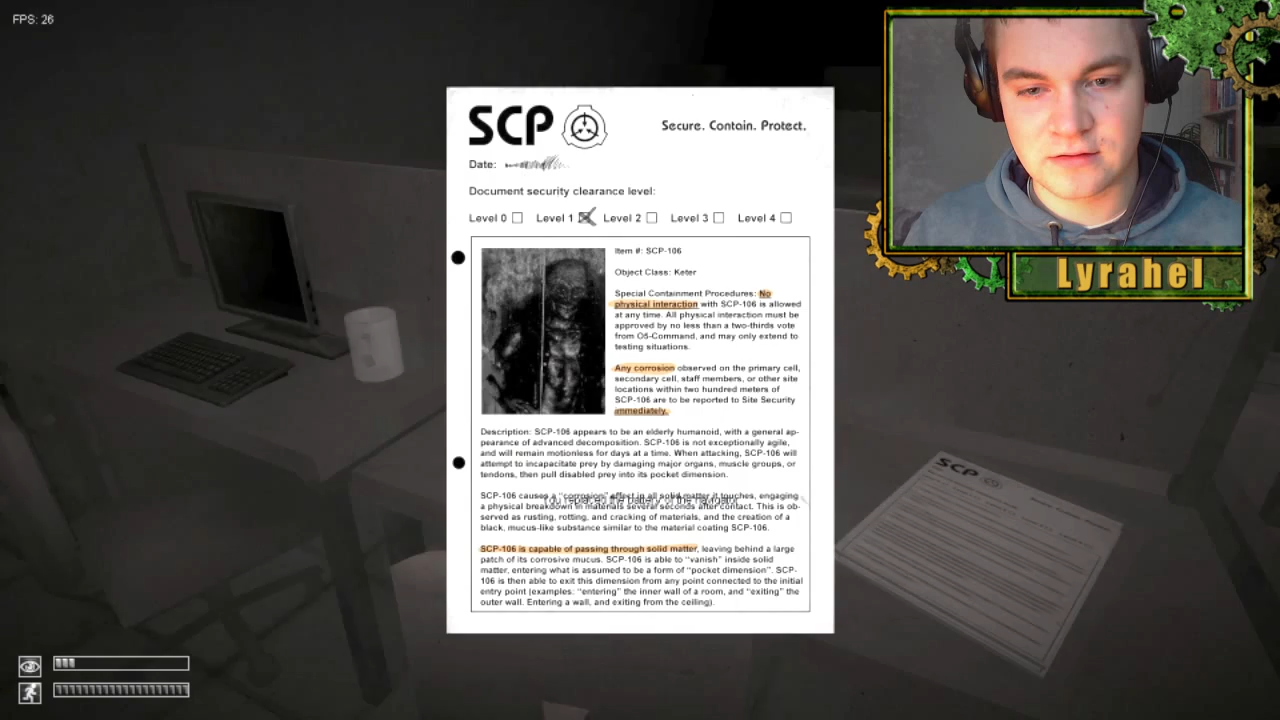 FPS: 26
SCP
Secure. Contain. Protect.
Date:
Document security clearance level:
Level 0 Level 1 Level 2 Level 3 Level 4
Item #: SCP-106
Object Class: Keter
Special Containment Procedures: No
physical interaction with SCP-106 is allowed
at any time. All physical interaction must be
approved by no less than a two-thirds vote
from O5-Command, and may only extend to
testing situations.
Any corrosion observed on the primary cell,
secondary cell, staff members, or other site
locations within two hundred meters of
SCP-106 are to be reported to Site Security
immediately.
Description: SCP-106 appears to be an elderly humanoid, with a general ap-
pearance of advanced decomposition. SCP-106 is not exceptionally agile,
and will remain motionless for days at a time. When attacking, SCP-106 will
attempt to incapacitate prey by damaging major organs, muscle groups, or
tendons, then pull disabled prey into its pocket dimension.
SCP-106 causes a "corrosion" effect in all solid matter it touches, engaging
You replaced the battery of the navigator.
a physical breakdown in materials several seconds after contact. This is ob-
served as rusting, rotting, and cracking of materials, and the creation of a
black, mucus-like substance similar to the material coating SCP-106.
SCP-106 is capable of passing through solid matter, leaving behind a large
patch of its corrosive mucus. SCP-106 is able to "vanish" inside solid
matter, entering what is assumed to be a form of "pocket dimension". SCP-
106 is then able to exit this dimension from any point connected to the initial
entry point (examples: "entering" the inner wall of a room, and "exiting" the
outer wall. Entering a wall, and exiting from the ceiling).
Lyrahel
SCP